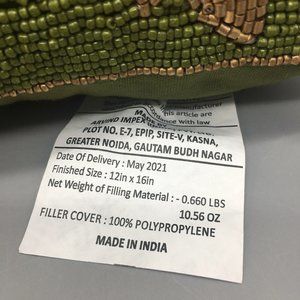 manufacturer
this article are
accordance with law
ARVIND IMPEX
PLOT NO, E-7, EPIP, SITE-V, KASNA,
GREATER NOIDA, GAUTAM BUDH NAGAR
Date Of Delivery : May 2021
Finished Size : 12in x 16in
Net Weight of Filling Material : - 0.660 LBS
10.56 OZ
FILLER COVER : 100% POLYPROPYLENE
MADE IN INDIA